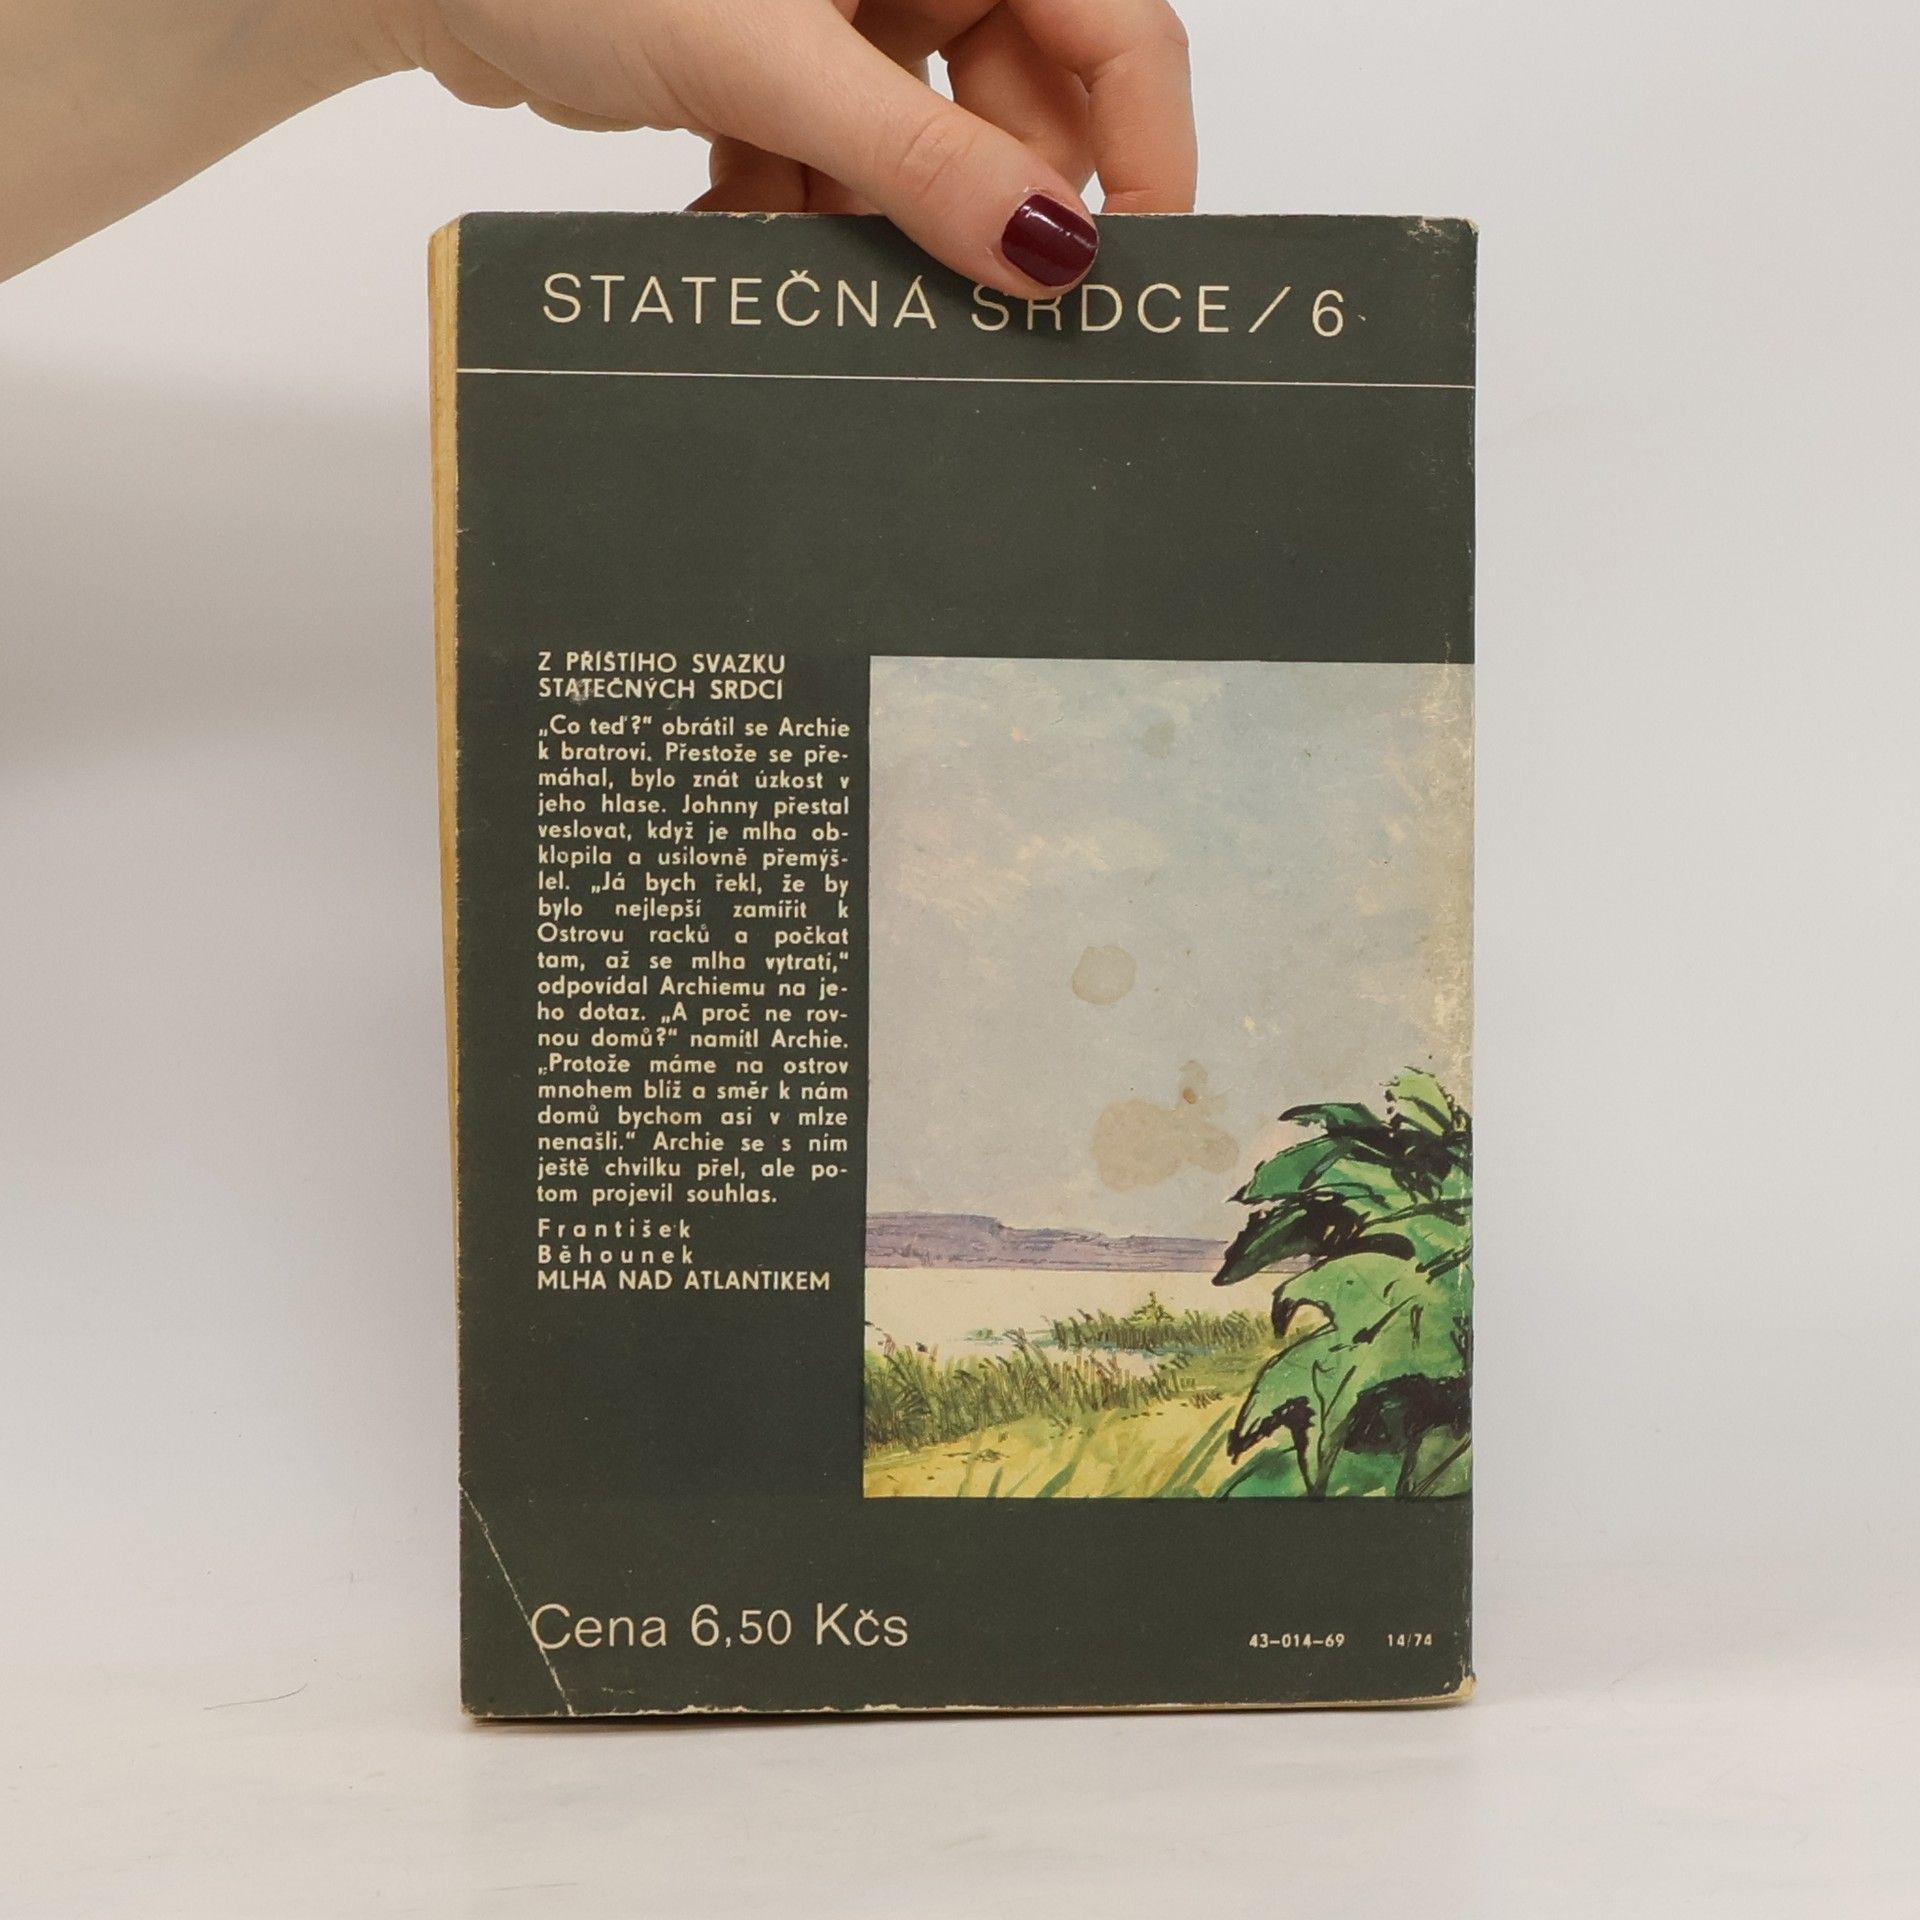 STATEČNÁ SRDCE / 6
Z PŘÍŠTÍHO SVAZKU
STATEČNÝCH SRDCÍ
„Co teď?“ obrátil se Archie
k bratrovi. Přestože se pře-
máhal, bylo znát úzkost v
jeho hlase. Johnny přestal
veslovat, když je mlha ob-
klopila a usilovně přemýš-
lel. „Já bych řekl, že by
bylo nejlepší zamířit k
Ostrovu racků a počkat
tam, až se mlha vytratí,“
odpovídal Archiemu na je-
ho dotaz. „A proč ne rov-
nou domů?“ namítl Archie.
„Protože máme na ostrov
mnohem blíž a směr k nám
domů bychom asi v mlze
nenašli.“ Archie se s ním
ještě chvilku přel, ale po-
tom projevil souhlas.
František
Běhounek
MLHA NAD ATLANTIKEM
Cena 6,50 Kčs
43-014-69 14/74